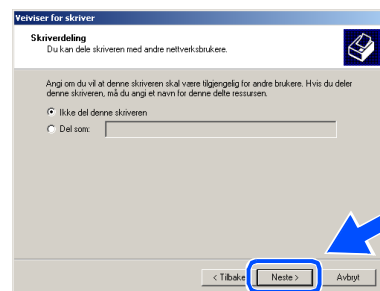 Veiviser for skriver
Skriverdeling
Du kan dele skriveren med andre nettverksbrukere.
Angi om du vil at denne skriveren skal være tilgjengelig for andre brukere. Hvis du deler
denne skriveren, må du angi et navn for denne delte ressursen.
Ikke del denne skriveren
Del som:
< Tilbake
Neste >
Avbryt